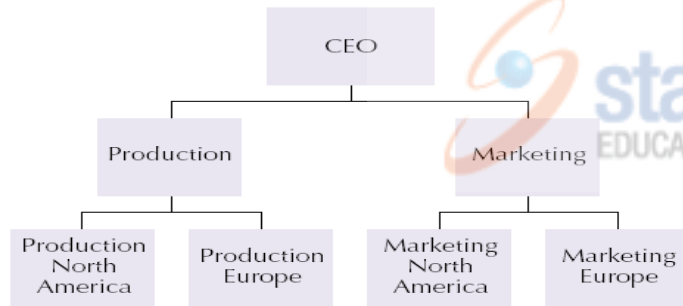 CEO
Production
Marketing
Production
North
America
Production
Europe
Marketing
North
America
Marketing
Europe